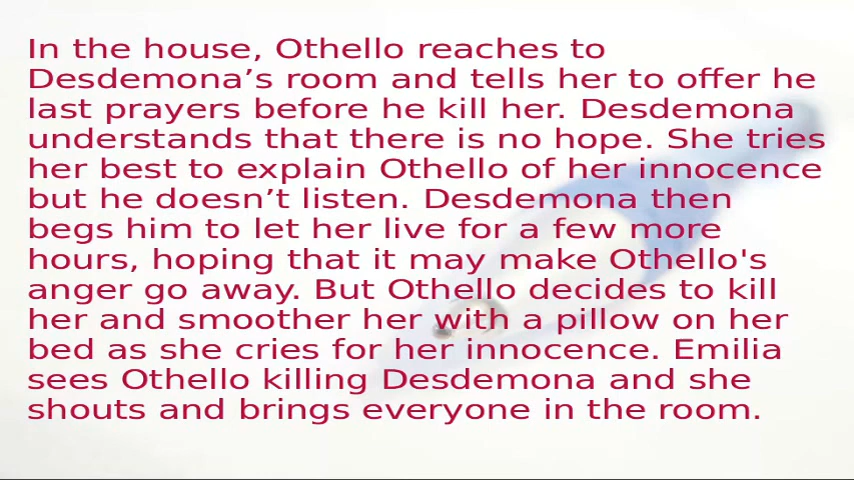 In the house, Othello reaches to
Desdemona’s room and tells her to offer he
last prayers before he kill her. Desdemona
understands that there is no hope. She tries
her best to explain Othello of her innocence
but he doesn’t listen. Desdemona then
begs him to let her live for a few more
hours, hoping that it may make Othello's
anger go away. But Othello decides to kill
her and smoother her with a pillow on her
bed as she cries for her innocence. Emilia
sees Othello killing Desdemona and she
shouts and brings everyone in the room.